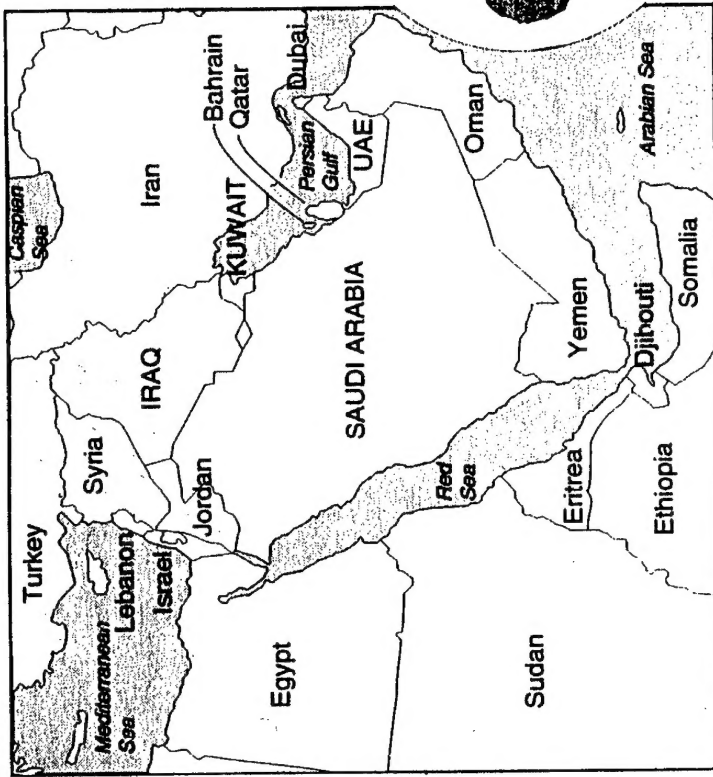 Turkey
Caspian
Sea
Mediterranean
Sea
Lebanon
Israel
Syria
Jordan
IRAQ
Iran
KUWAIT
Bahrain
Qatar
Dubai
Persian
Gulf
UAE
Egypt
SAUDI ARABIA
Oman
Red
Sea
Sudan
Eritrea
Yemen
Arabian Sea
Ethiopia
Djibouti
Somalia